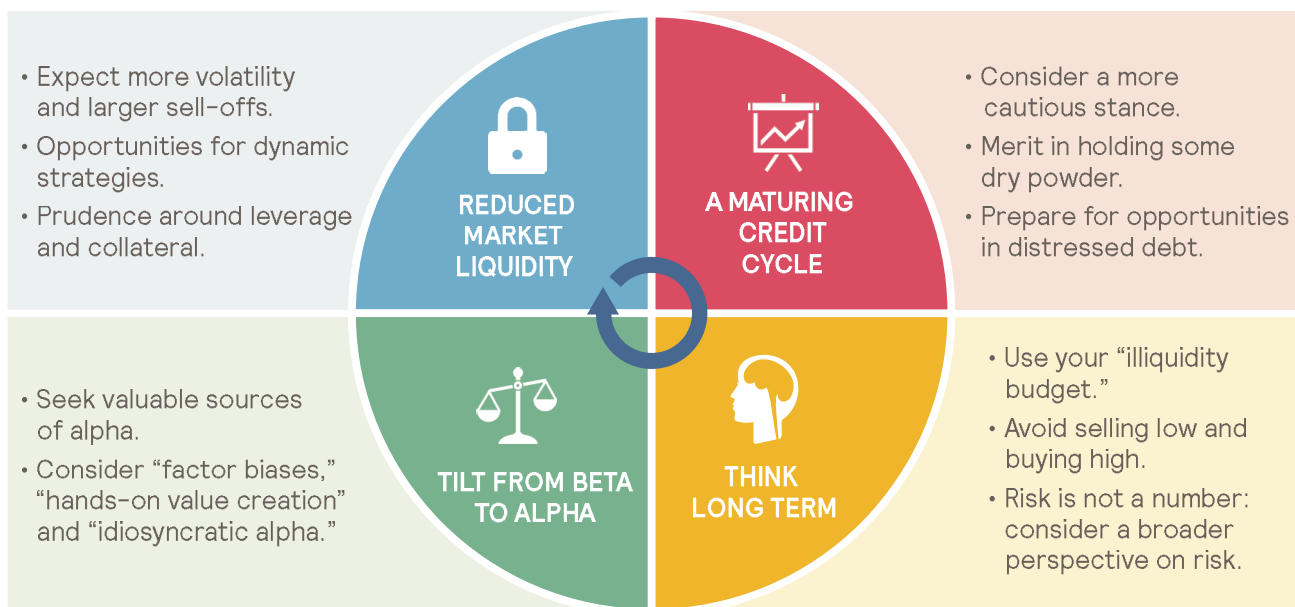 • Expect more volatility
and larger sell-offs.
• Opportunities for dynamic
strategies.
• Prudence around leverage
and collateral.
REDUCED
MARKET
LIQUIDITY
A MATURING
CREDIT
CYCLE
• Consider a more
cautious stance.
• Merit in holding some
dry powder.
• Prepare for opportunities
in distressed debt.
• Seek valuable sources
of alpha.
• Consider “factor biases,”
“hands-on value creation”
and “idiosyncratic alpha.”
TILT FROM BETA
TO ALPHA
THINK
LONG TERM
• Use your “illiquidity
budget.”
• Avoid selling low and
buying high.
• Risk is not a number:
consider a broader
perspective on risk.